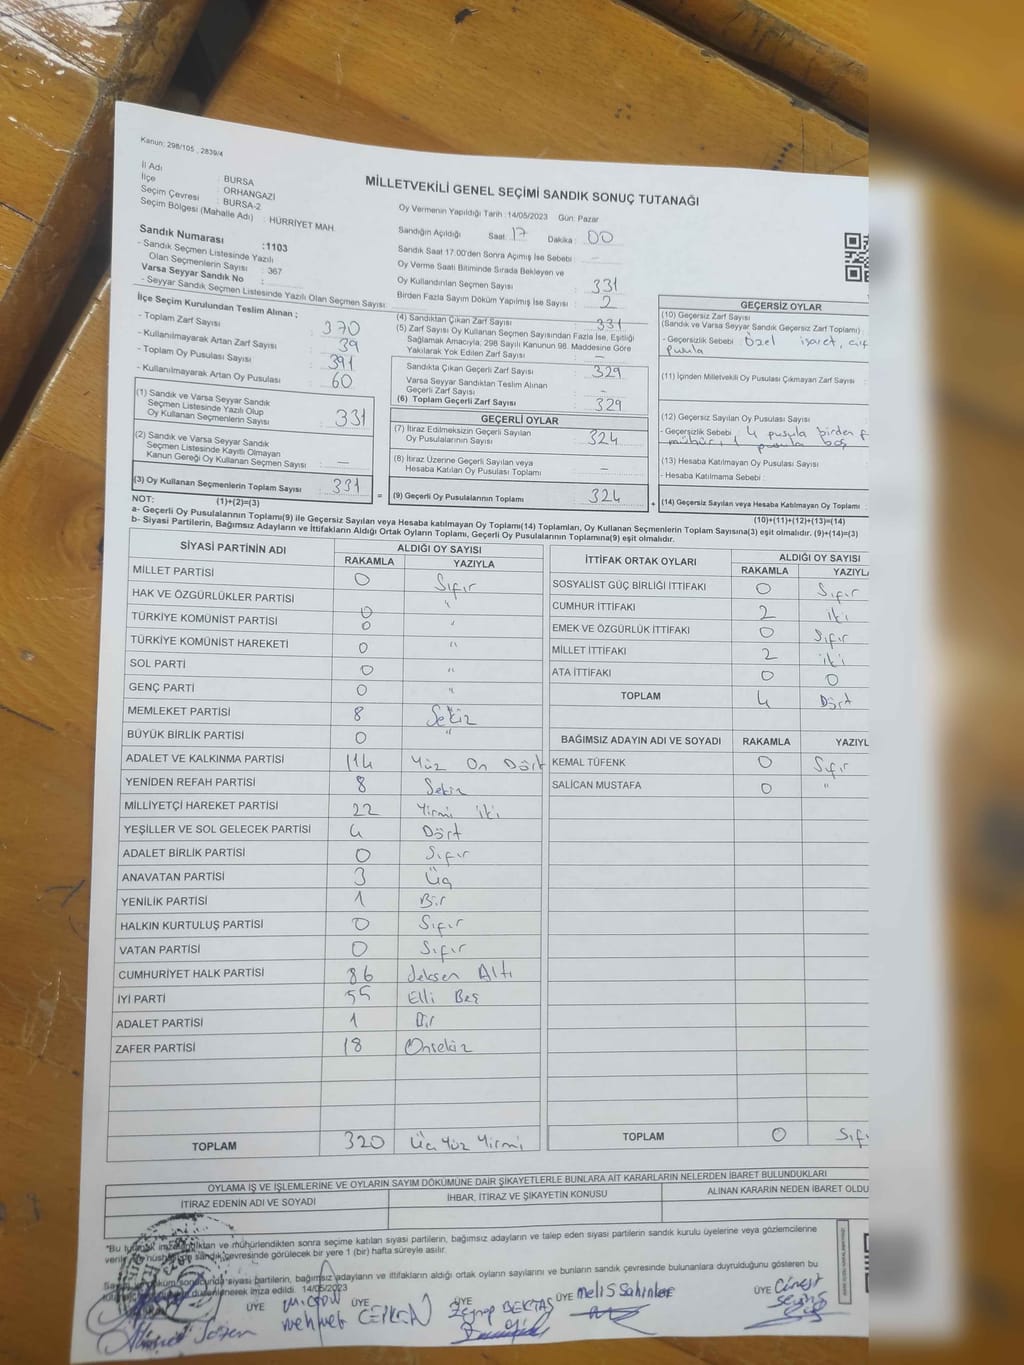 Kanun: 298/105 , 2839/4
MİLLETVEKİLİ GENEL SEÇİMİ SANDIK SONUÇ TUTANAĞI
İl Adı : BURSA
İlçe : ORHANGAZİ
Seçim Çevresi : BURSA-2
Seçim Bölgesi (Mahalle Adı) : HÜRRİYET MAH.
Sandık Numarası :1103
- Sandık Seçmen Listesinde Yazılı
Olan Seçmenlerin Sayısı : 367
Varsa Seyyar Sandık No :
- Seyyar Sandık Seçmen Listesinde Yazılı Olan Seçmen Sayısı:
Oy Vermenin Yapıldığı Tarih :14/05/2023 Gün: Pazar
Sandığın Açıldığı Saat: 17 Dakika : 00
Sandık Saat 17.00'den Sonra Açımış İse Sebebi : -
Oy Verme Saati Bitiminde Sırada Bekleyen ve
Oy Kullandırılan Seçmen Sayısı : 331
Birden Fazla Sayım Döküm Yapılmış İse Sayısı : 2
İlçe Seçim Kurulundan Teslim Alınan ;
- Toplam Zarf Sayısı : 370
- Kullanılmayarak Artan Zarf Sayısı : 39
- Toplam Oy Pusulası Sayısı : 391
- Kullanılmayarak Artan Oy Pusulası : 60
(1) Sandık ve Varsa Seyyar Sandık
Seçmen Listesinde Yazılı Olup
Oy Kullanan Seçmenlerin Sayısı : 331
(2) Sandık ve Varsa Seyyar Sandık
Seçmen Listesinde Kayıtlı Olmayan
Kanun Gereği Oy Kullanan Seçmen Sayısı : -
(3) Oy Kullanan Seçmenlerin Toplam Sayısı : 331
(1)+(2)=(3)
(4) Sandıktan Çıkan Zarf Sayısı : 331
(5) Zarf Sayısı Oy Kullanan Seçmen Sayısından Fazla İse, Eşitliği
Sağlamak Amacıyla; 298 Sayılı Kanunun 98. Maddesine Göre
Yakılarak Yok Edilen Zarf Sayısı : -
Sandıkta Çıkan Geçerli Zarf Sayısı : 329
Varsa Seyyar Sandıktan Teslim Alınan
Geçerli Zarf Sayısı : -
(6) Toplam Geçerli Zarf Sayısı : 329
GEÇERLİ OYLAR
(7) İtiraz Edilmeksizin Geçerli Sayılan
Oy Pusulalarının Sayısı : 324
(8) İtiraz Üzerine Geçerli Sayılan veya
Hesaba Katılan Oy Pusulası Toplamı : -
= (9) Geçerli Oy Pusulalarının Toplamı : 324 +
GEÇERSİZ OYLAR
(10) Geçersiz Zarf Sayısı
(Sandık ve Varsa Seyyar Sandık Geçersiz Zarf Toplamı) :
- Geçersizlik Sebebi : Özel işaret,
pusula
(11) İçinden Milletvekili Oy Pusulası Çıkmayan Zarf Sayısı :
(12) Geçersiz Sayılan Oy Pusulası Sayısı
- Geçersizlik Sebebi : 4 pusula birden
mühür, 1 pusula boş
(13) Hesaba Katılmayan Oy Pusulası Sayısı :
- Hesaba Katılmama Sebebi :
(14) Geçersiz Sayılan veya Hesaba Katılmayan Oy Toplamı :
(10)+(11)+(12)+(13)=(14)
NOT:
a- Geçerli Oy Pusulalarının Toplamı(9) ile Geçersiz Sayılan veya Hesaba katılmayan Oy Toplamı(14) Toplamları, Oy Kullanan Seçmenlerin Toplam Sayısına(3) eşit olmalıdır. (9)+(14)=(3)
b- Siyasi Partilerin, Bağımsız Adayların ve İttifakların Aldığı Ortak Oyların Toplamı, Geçerli Oy Pusulalarının Toplamına(9) eşit olmalıdır.
SİYASİ PARTİNİN ADI ALDIĞI OY SAYISI
RAKAMLA YAZIYLA
MİLLET PARTİSİ 0 Sıfır
HAK VE ÖZGÜRLÜKLER PARTİSİ 0 "
TÜRKİYE KOMÜNİST PARTİSİ 0 "
TÜRKİYE KOMÜNİST HAREKETİ 0 "
SOL PARTİ 0 "
GENÇ PARTİ 0 "
MEMLEKET PARTİSİ 8 Sekiz
BÜYÜK BİRLİK PARTİSİ 0 "
ADALET VE KALKINMA PARTİSİ 114 Yüz On Dört
YENİDEN REFAH PARTİSİ 8 Sekiz
MİLLİYETÇİ HAREKET PARTİSİ 22 Yirmi iki
YEŞİLLER VE SOL GELECEK PARTİSİ 4 Dört
ADALET BİRLİK PARTİSİ 0 Sıfır
ANAVATAN PARTİSİ 3 Üç
YENİLİK PARTİSİ 1 Bir
HALKIN KURTULUŞ PARTİSİ 0 Sıfır
VATAN PARTİSİ 0 Sıfır
CUMHURİYET HALK PARTİSİ 86 Seksen Altı
İYİ PARTİ 55 Elli Beş
ADALET PARTİSİ 1 Bir
ZAFER PARTİSİ 18 Onsekiz
TOPLAM 320 Üç Yüz Yirmi
İTTİFAK ORTAK OYLARI ALDIĞI OY SAYISI
RAKAMLA YAZIYLA
SOSYALİST GÜÇ BİRLİĞİ İTTİFAKI 0 Sıfır
CUMHUR İTTİFAKI 2 iki
EMEK VE ÖZGÜRLÜK İTTİFAKI 0 Sıfır
MİLLET İTTİFAKI 2 iki
ATA İTTİFAKI 0 0
TOPLAM 4 Dört
BAĞIMSIZ ADAYIN ADI VE SOYADI RAKAMLA YAZIYL
KEMAL TÜFENK 0 Sıfır
SALİCAN MUSTAFA 0 "
TOPLAM 0 Sıfı
OYLAMA İŞ VE İŞLEMLERİNE VE OYLARIN SAYIM DÖKÜMÜNE DAİR ŞİKAYETLERLE BUNLARA AİT KARARLARIN NELERDEN İBARET BULUNDUKLARI
İTİRAZ EDENİN ADI VE SOYADI İHBAR, İTİRAZ VE ŞİKAYETİN KONUSU ALINAN KARARIN NEDEN İBARET OLDU
ve mühürlendikten sonra seçime katılan siyasi partilerin, bağımsız adayların ve talep eden siyasi partilerin sandık kurulu üyelerine veya gözlemcilerine
sandık çevresinde görülecek bir yere 1 (bir) hafta süreyle asılır.
siyasi partilerin, bağımsız adayların ve ittifakların aldığı ortak oyların sayılarını ve bunların sandık çevresinde bulunanlara duyrulduğunu gösteren bu
imza edildi. 14/05/2023
ÜYE ÜYE ÜYE ÜYE ÜYE
mehmet Zeynep BEKTAŞ melis Şahinler
Ahmet